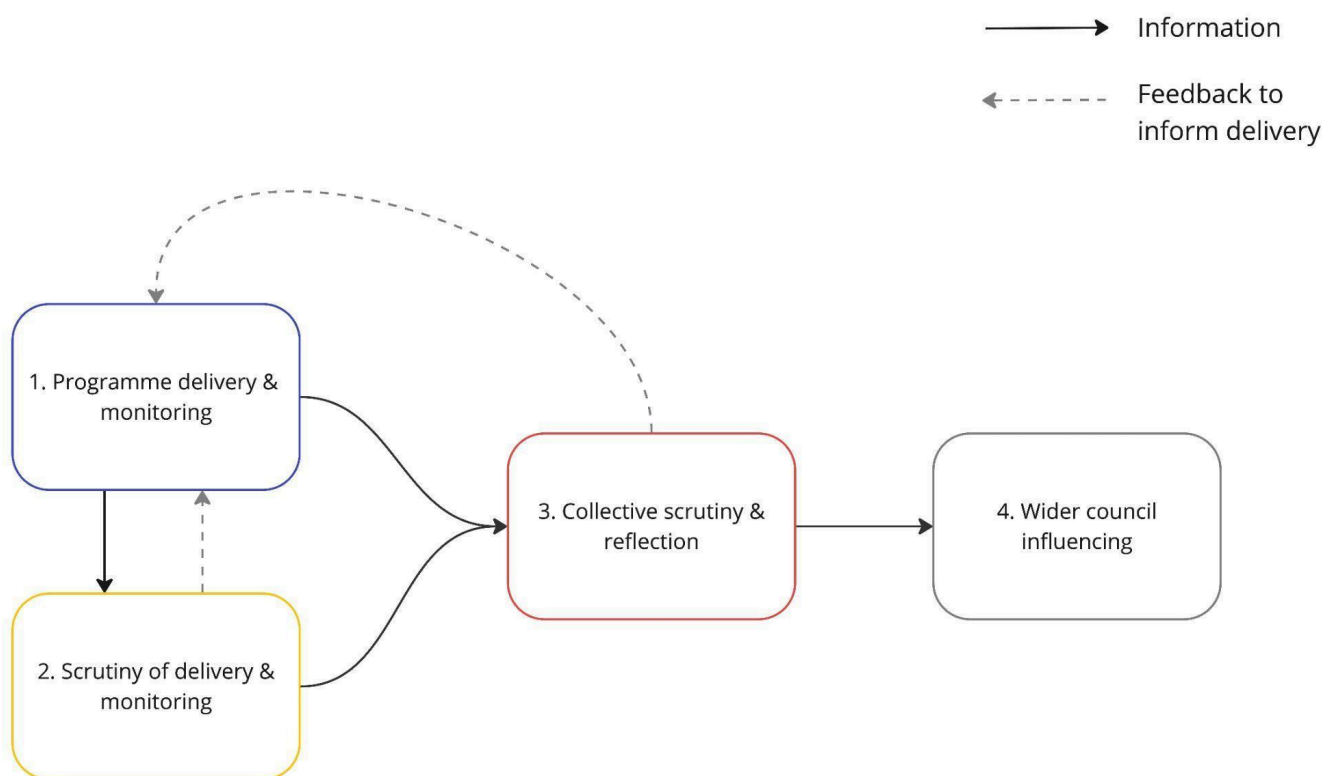 Information
Feedback to
inform delivery
1. Programme delivery &
monitoring
3. Collective scrutiny &
reflection
4. Wider council
influencing
2. Scrutiny of delivery &
monitoring